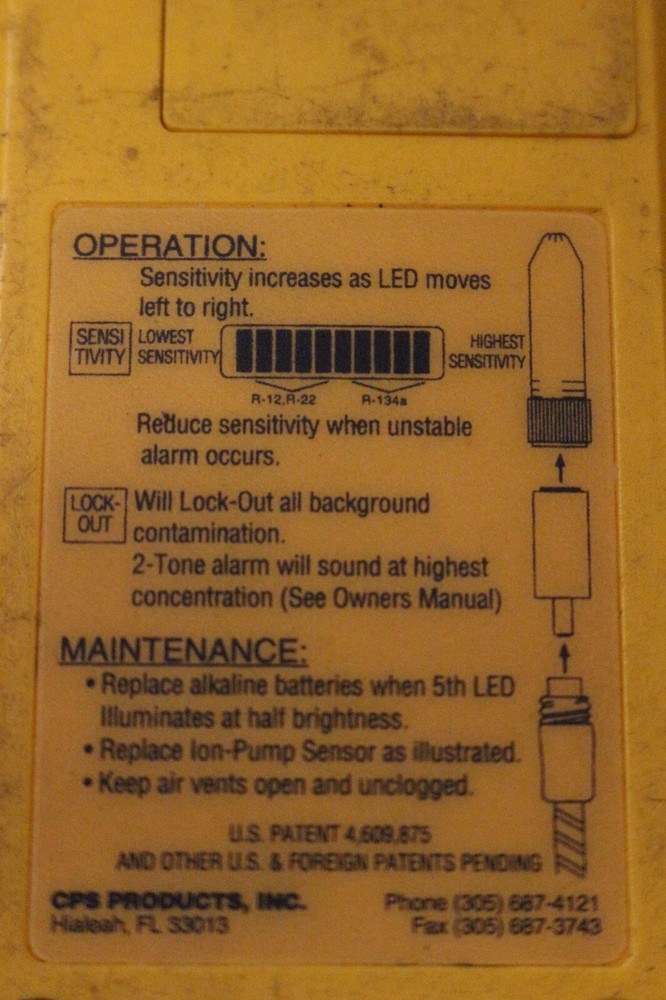 OPERATION:
Sensitivity increases as LED moves
left to right.
SENSI
TIVITY
LOWEST
SENSITIVITY
HIGHEST
SENSITIVITY
R-12,R-22
R-134a
Reduce sensitivity when unstable
alarm occurs.
LOCK-
OUT
Will Lock-Out all background
contamination.
2-Tone alarm will sound at highest
concentration (See Owners Manual)
MAINTENANCE:
• Replace alkaline batteries when 5th LED
Illuminates at half brightness.
• Replace Ion-Pump Sensor as illustrated.
• Keep air vents open and unclogged.
U.S. PATENT 4,609,875
AND OTHER U.S. & FOREIGN PATENTS PENDING
CPS PRODUCTS, INC.
Hialeah, FL 33013
Phone (305) 687-4121
Fax (305) 687-3743